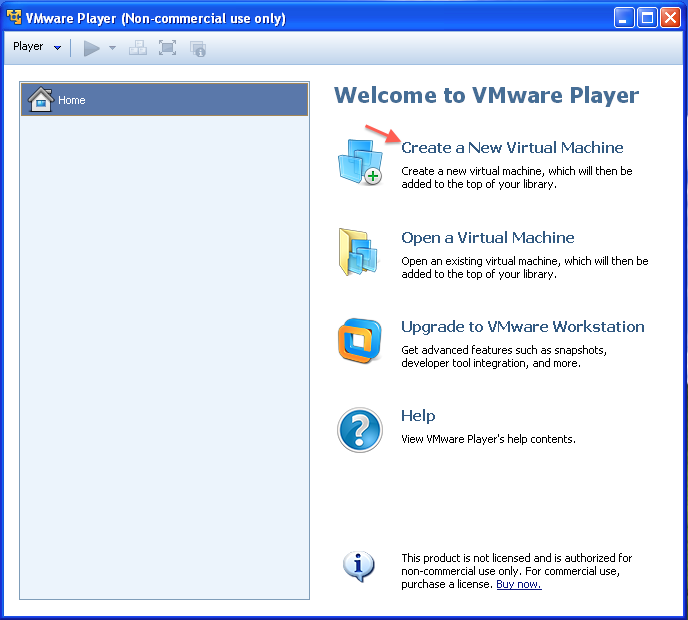 VMware Player (Non-commercial use only)
Player
Home
Welcome to VMware Player
Create a New Virtual Machine
Create a new virtual machine, which will then be
added to the top of your library.
Open a Virtual Machine
Open an existing virtual machine, which will then be
added to the top of your library.
Upgrade to VMware Workstation
Get advanced features such as snapshots,
developer tool integration, and more.
Help
View VMware Player's help contents.
This product is not licensed and is authorized for
non-commercial use only. For commercial use,
purchase a license. Buy now.